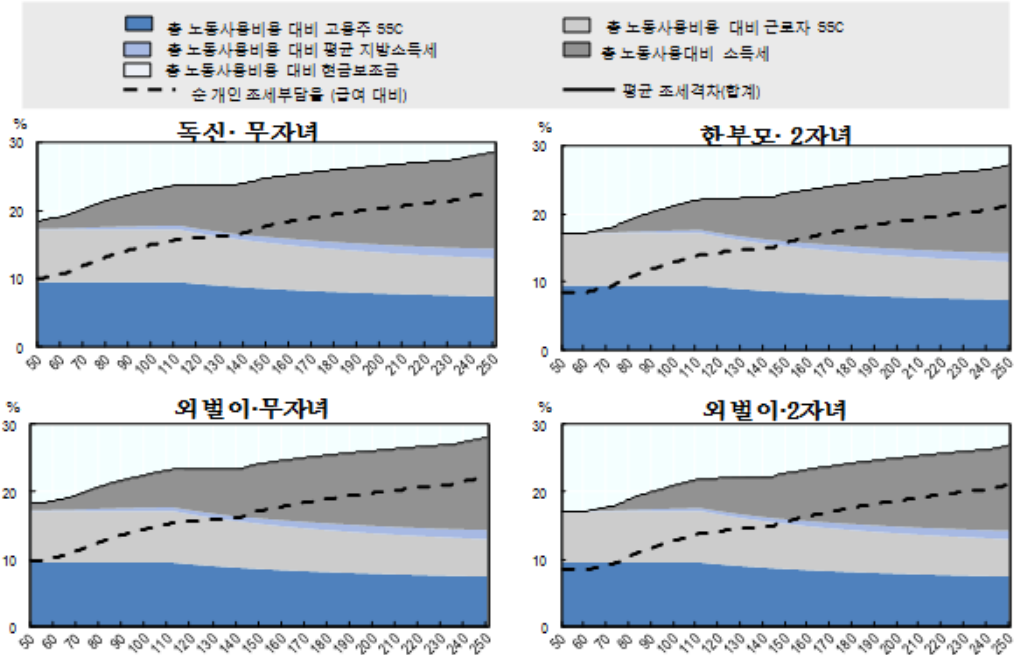 총 노동사용비용 대비 고용주 SSC
총 노동사용비용 대비 근로자 SSC
총 노동사용비용 대비 평균 지방소득세
총 노동사용대비 소득세
총 노동사용비용 대비 현금보조금
순 개인 조세부담율 (급여 대비)
평균 조세격차(합계)
독신· 무자녀
%
30
20
10
0
50 60 70 80 90 100 110 120 130 140 150 160 170 180 190 200 210 220 230 240 250
한부모· 2자녀
%
30
20
10
0
50 60 70 80 90 100 110 120 130 140 150 160 170 180 190 200 210 220 230 240 250
외벌이·무자녀
%
30
20
10
0
50 60 70 80 90 100 110 120 130 140 150 160 170 180 190 200 210 220 230 240 250
외벌이·2자녀
%
30
20
10
0
50 60 70 80 90 100 110 120 130 140 150 160 170 180 190 200 210 220 230 240 250